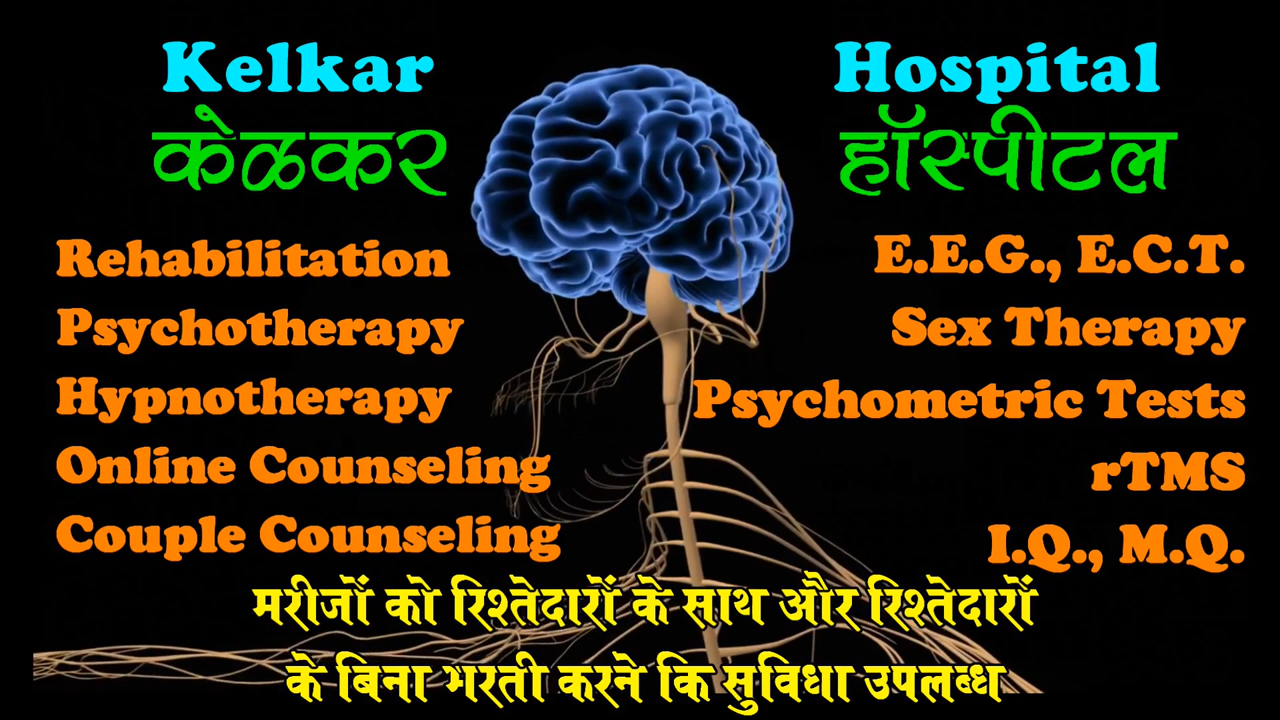 Kelkar Hospital
केळकर हॉस्पीटल
Rehabilitation
Psychotherapy
Hypnotherapy
Online Counseling
Couple Counseling
E.E.G., E.C.T.
Sex Therapy
Psychometric Tests
rTMS
I.Q., M.Q.
मरीजों को रिश्तेदारों के साथ और रिश्तेदारों
के बिना भरती करने कि सुविधा उपलब्ध